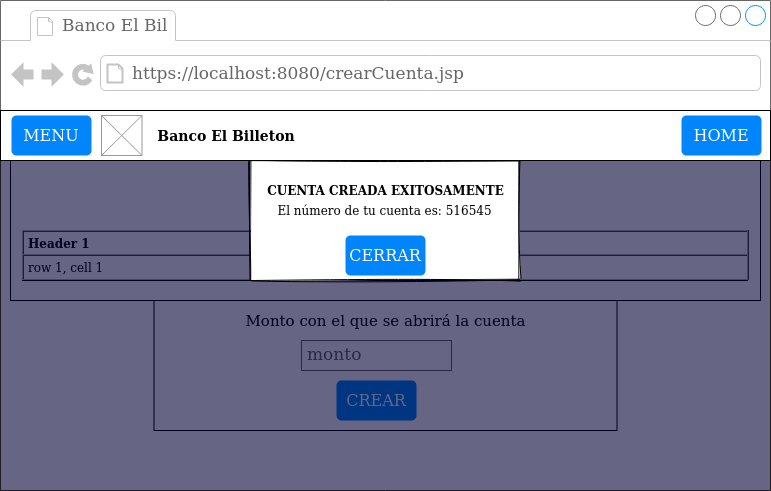 Banco El Bil
https://localhost:8080/crearCuenta.jsp
MENU
Banco El Billeton
HOME
CUENTA CREADA EXITOSAMENTE
El número de tu cuenta es: 516545
CERRAR
Header 1
row 1, cell 1
Monto con el que se abrirá la cuenta
monto
CREAR